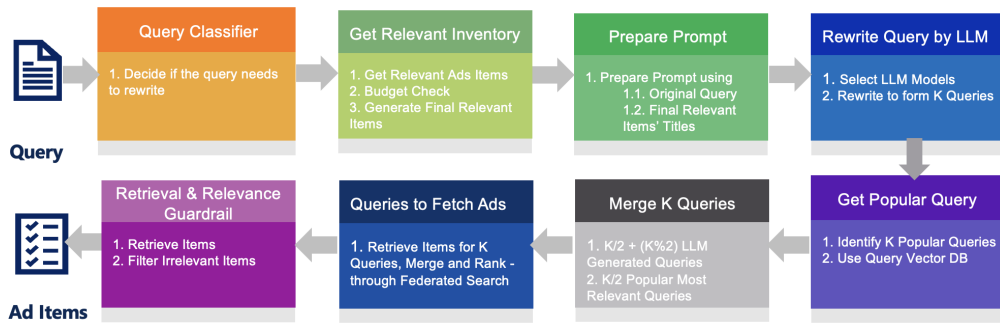 Query Classifier
1. Decide if the query needs
to rewrite
Get Relevant Inventory
1. Get Relevant Ads Items
2. Budget Check
3. Generate Final Relevant
Items
Prepare Prompt
1. Prepare Prompt using
1.1. Original Query
1.2. Final Relevant
Items' Titles
Rewrite Query by LLM
1. Select LLM Models
2. Rewrite to form K Queries
Query
Get Popular Query
1. Identify K Popular Queries
2. Use Query Vector DB
Merge K Queries
1. K/2 + (K%2) LLM
Generated Queries
2. K/2 Popular Most
Relevant Queries
Queries to Fetch Ads
1. Retrieve Items for K
Queries, Merge and Rank -
through Federated Search
Retrieval & Relevance
Guardrail
1. Retrieve Items
2. Filter Irrelevant Items
Ad Items